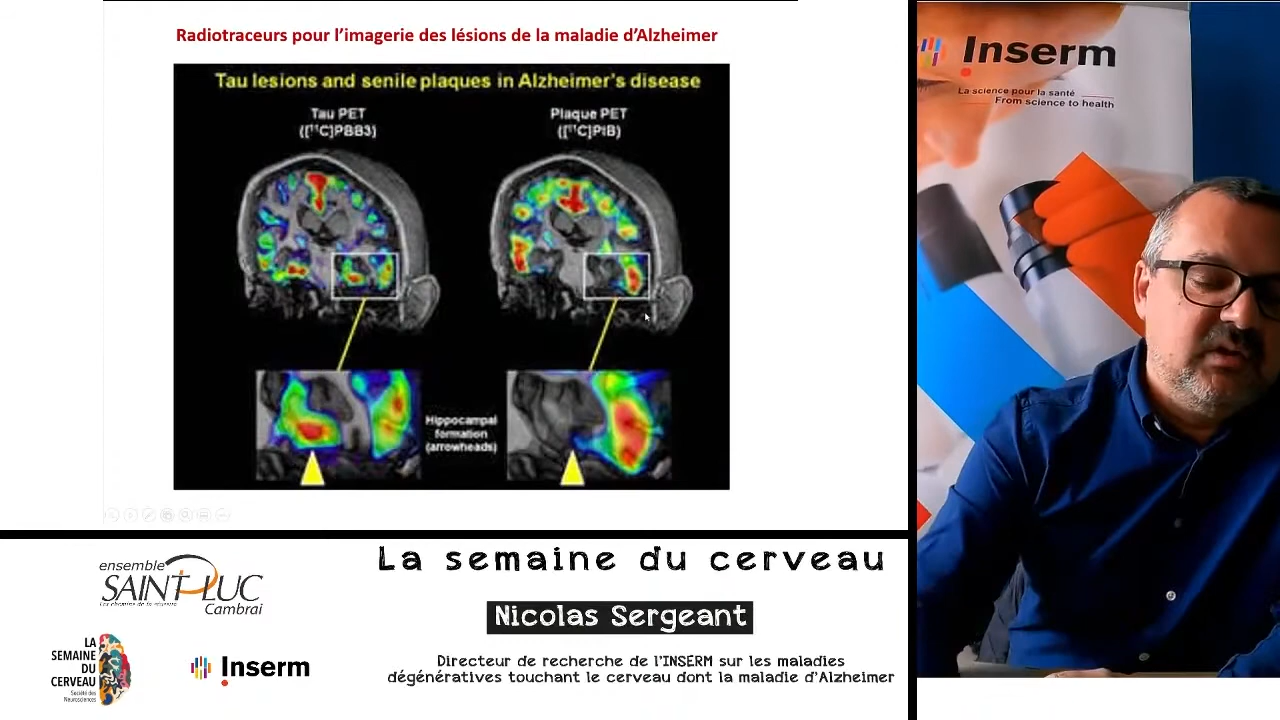 Radiotraceurs pour l'imagerie des lésions de la maladie d'Alzheimer
Tau lesions and senile plaques in Alzheimer's disease
Tau PET
([¹¹C]PBB3)
Plaque PET
([¹¹C]PIB)
Hippocampal
formation
(arrowheads)
Inserm
La science pour la santé
From science to health
ensemble
SAINT LUC
Cambrai
LA
SEMAINE
DU
CERVEAU
Société des
Neurosciences
Inserm
La semaine du cerveau
Nicolas Sergeant
Directeur de recherche de l'INSERM sur les maladies
dégénératives touchant le cerveau dont la maladie d'Alzheimer